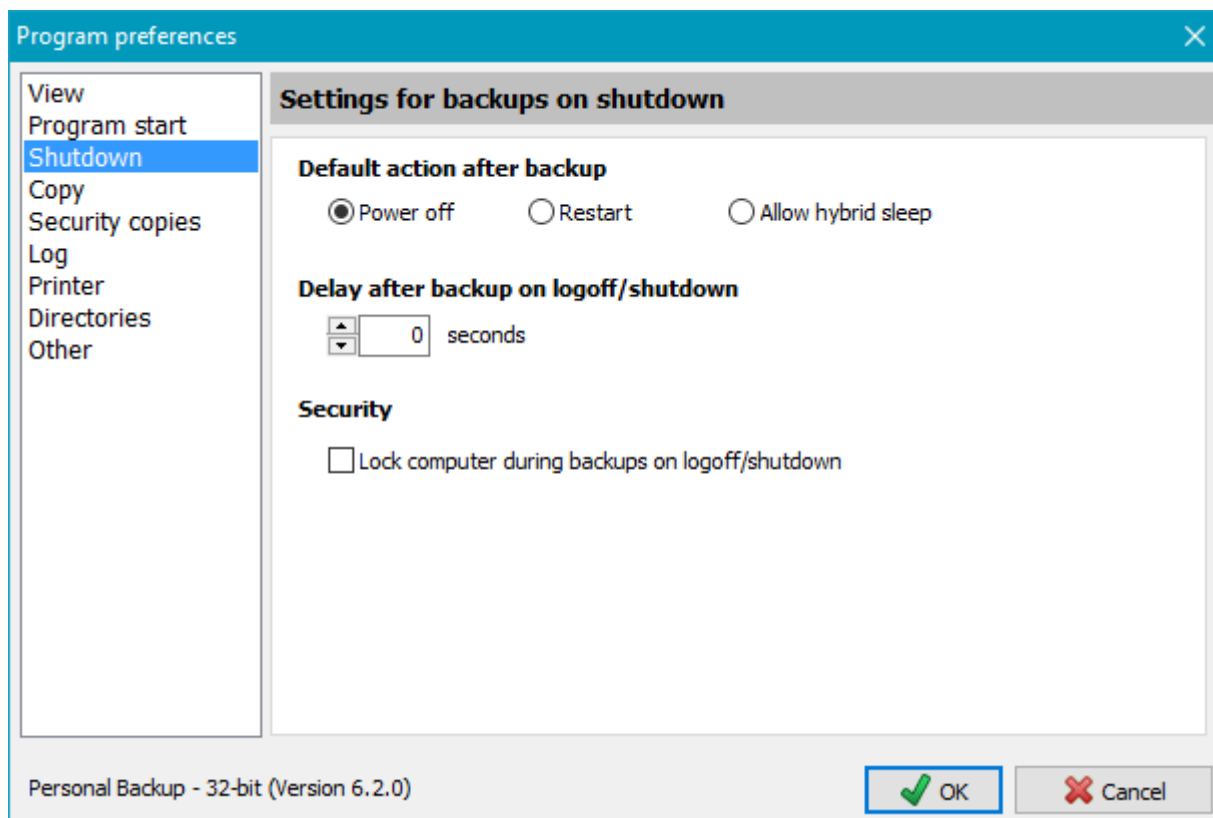 Program preferences
View
Program start
Shutdown
Copy
Security copies
Log
Printer
Directories
Other
Settings for backups on shutdown
Default action after backup
Power off Restart Allow hybrid sleep
Delay after backup on logoff/shutdown
0 seconds
Security
Lock computer during backups on logoff/shutdown
Personal Backup - 32-bit (Version 6.2.0)
OK Cancel